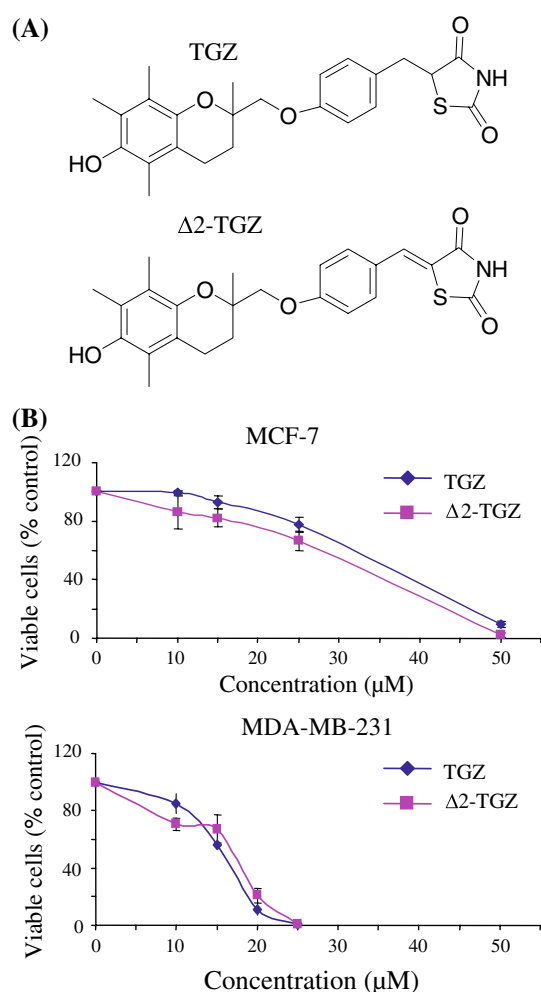 (A)
TGZ
O
O
NH
S
O
O
HO
Δ2-TGZ
O
O
NH
S
O
O
HO
(B)
MCF-7
Viable cells (% control)
120
80
40
0
0 10 20 30 40 50
Concentration (µM)
TGZ
Δ2-TGZ
MDA-MB-231
Viable cells (% control)
120
80
40
0
0 10 20 30 40 50
Concentration (µM)
TGZ
Δ2-TGZ